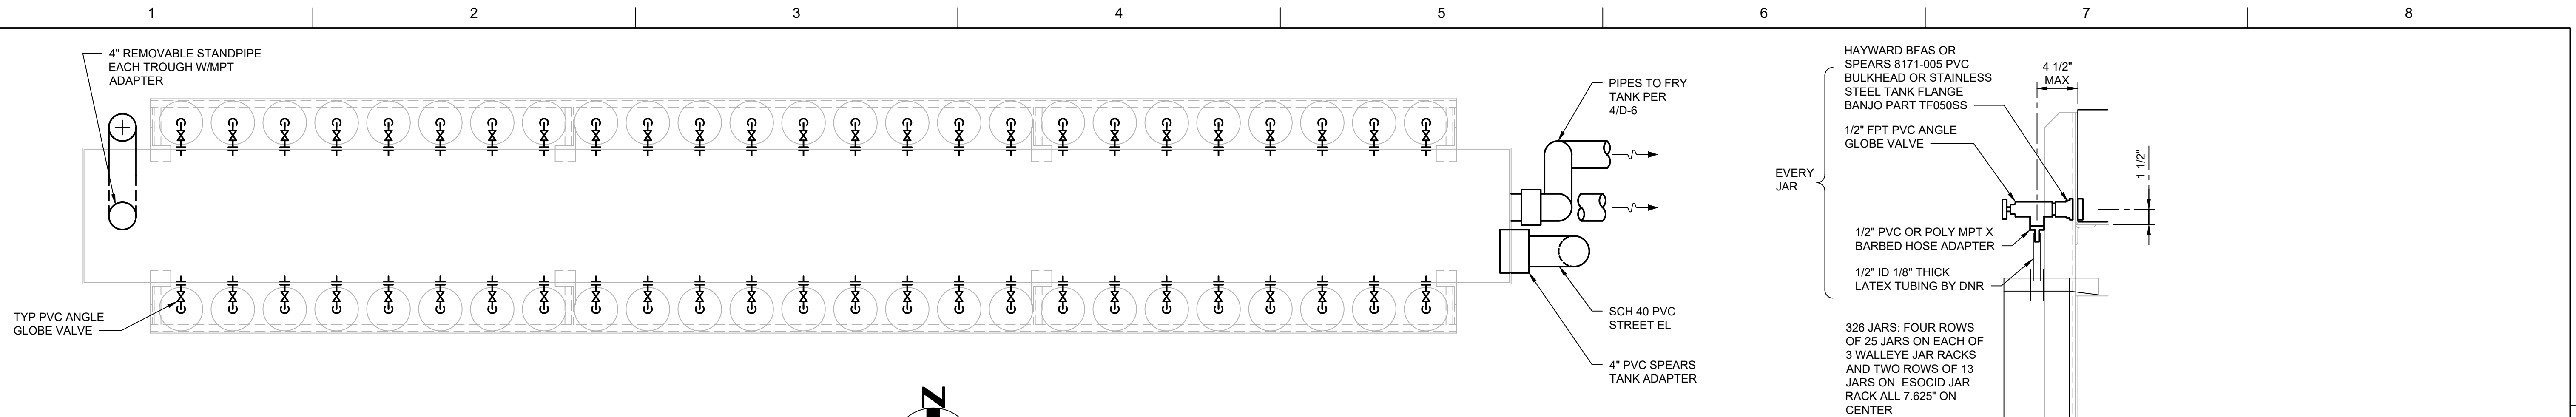 1 2 3 4 5 6 7 8
4" REMOVABLE STANDPIPE
EACH TROUGH W/MPT
ADAPTER
PIPES TO FRY
TANK PER
4/D-6
TYP PVC ANGLE
GLOBE VALVE
SCH 40 PVC
STREET EL
4" PVC SPEARS
TANK ADAPTER
N
EVERY
JAR
HAYWARD BFAS OR
SPEARS 8171-005 PVC
BULKHEAD OR STAINLESS
STEEL TANK FLANGE
BANJO PART TF050SS
1/2" FPT PVC ANGLE
GLOBE VALVE
1/2" PVC OR POLY MPT X
BARBED HOSE ADAPTER
1/2" ID 1/8" THICK
LATEX TUBING BY DNR
4 1/2"
MAX
1 1/2"
326 JARS: FOUR ROWS
OF 25 JARS ON EACH OF
3 WALLEYE JAR RACKS
AND TWO ROWS OF 13
JARS ON ESOCID JAR
RACK ALL 7.625" ON
CENTER